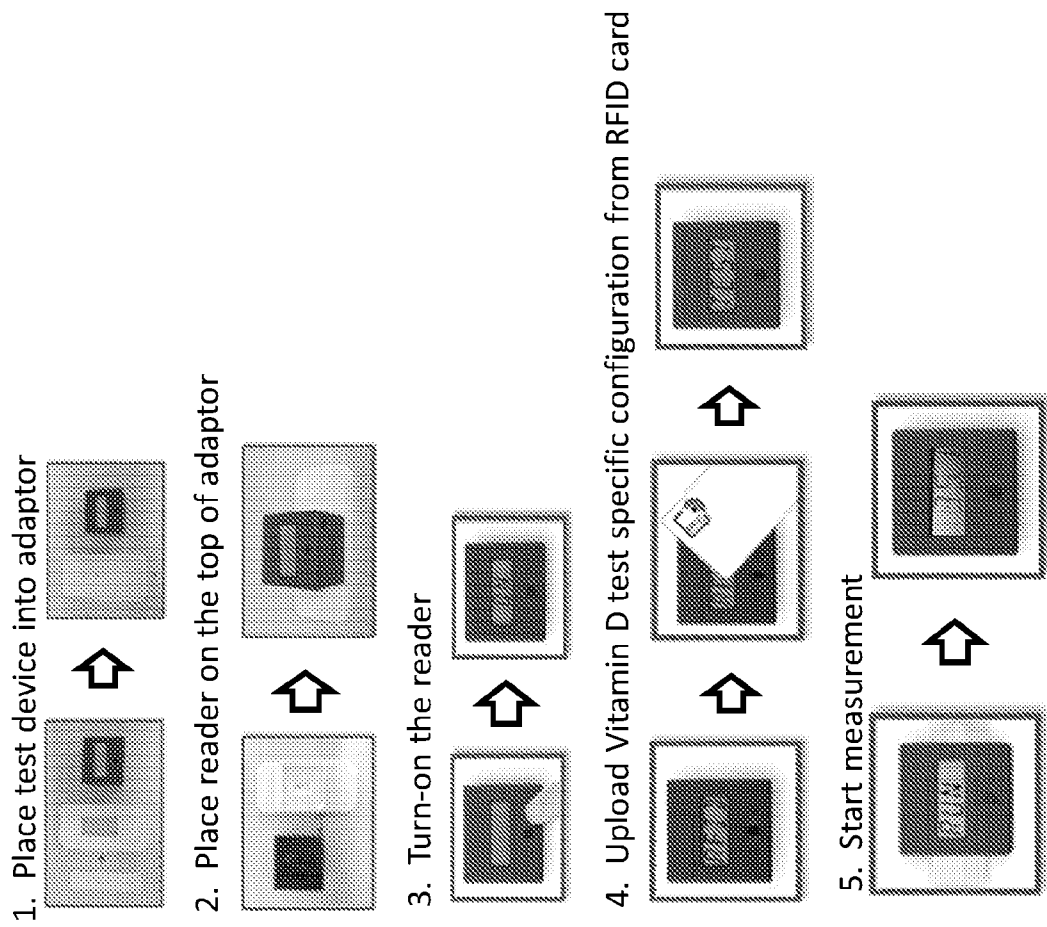 1. Place test device into adaptor
2. Place reader on the top of adaptor
3. Turn-on the reader
4. Upload Vitamin D test specific configuration from RFID card
5. Start measurement